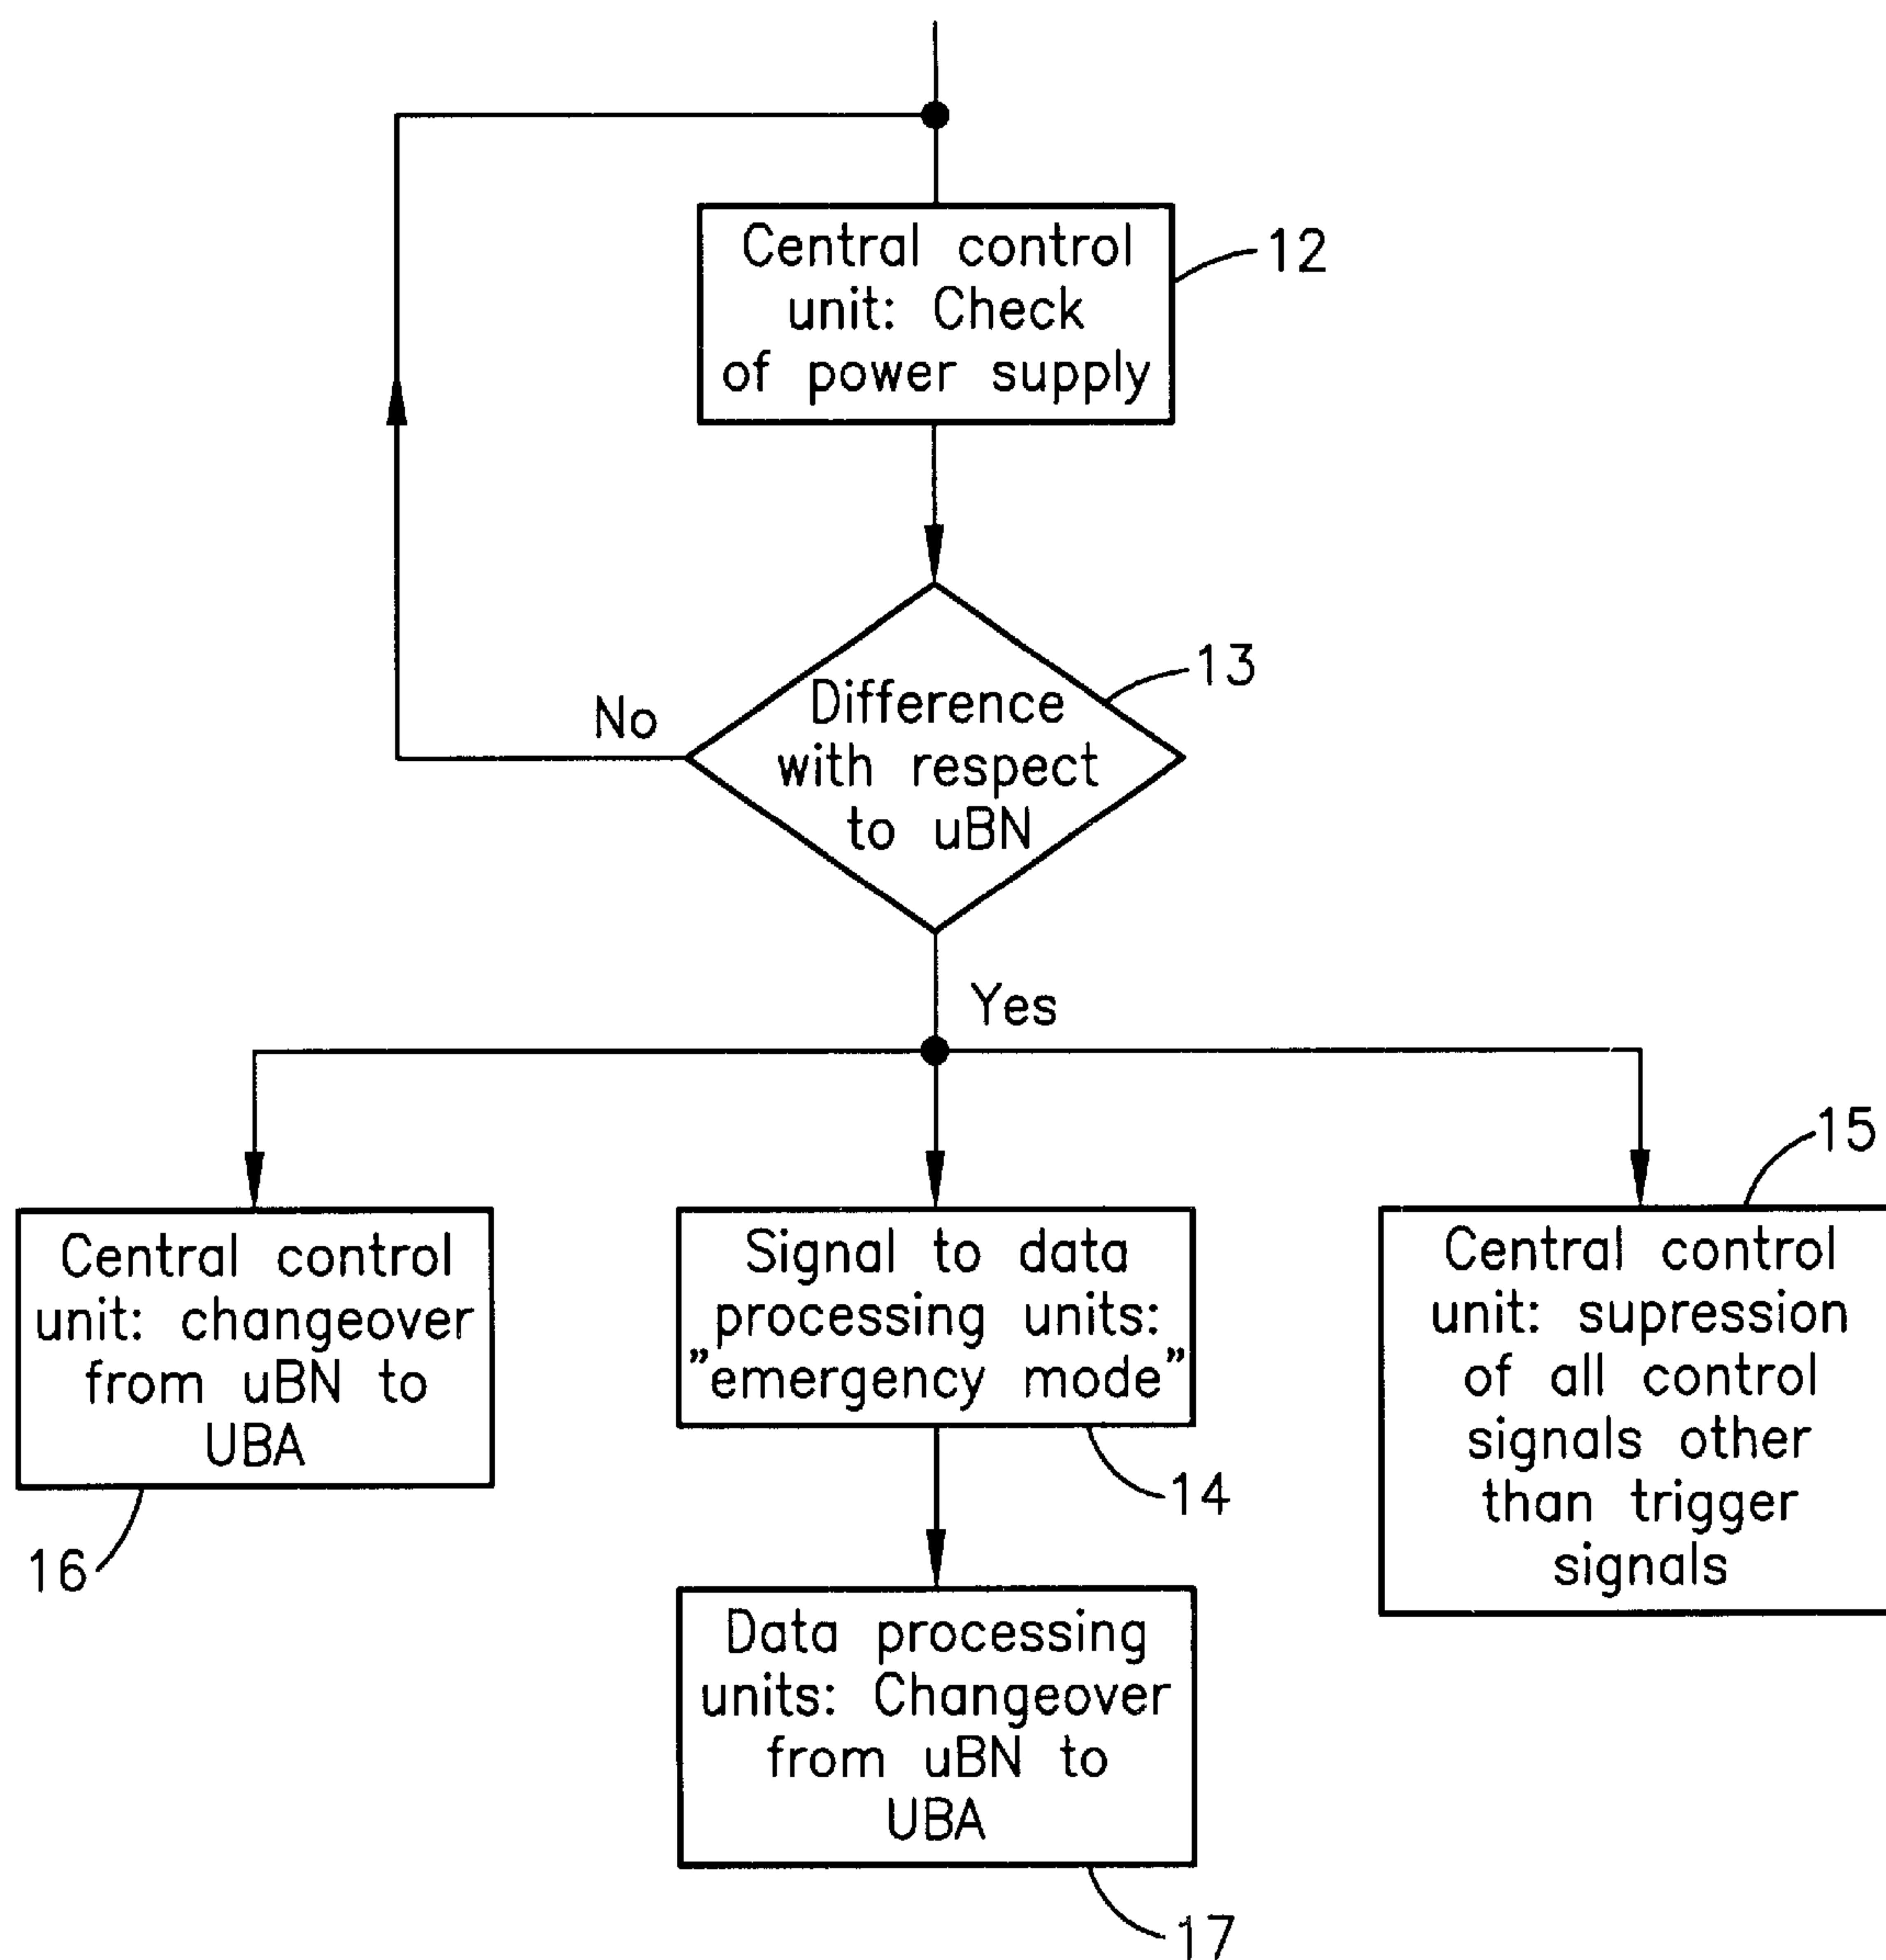 Central control
unit: Check
of power supply
12
Difference
with respect
to uBN
13
No
Yes
Central control
unit: changeover
from uBN to
UBA
16
Signal to data
processing units:
"emergency mode"
14
Central control
unit: supression
of all control
signals other
than trigger
signals
15
Data processing
units: Changeover
from uBN to
UBA
17